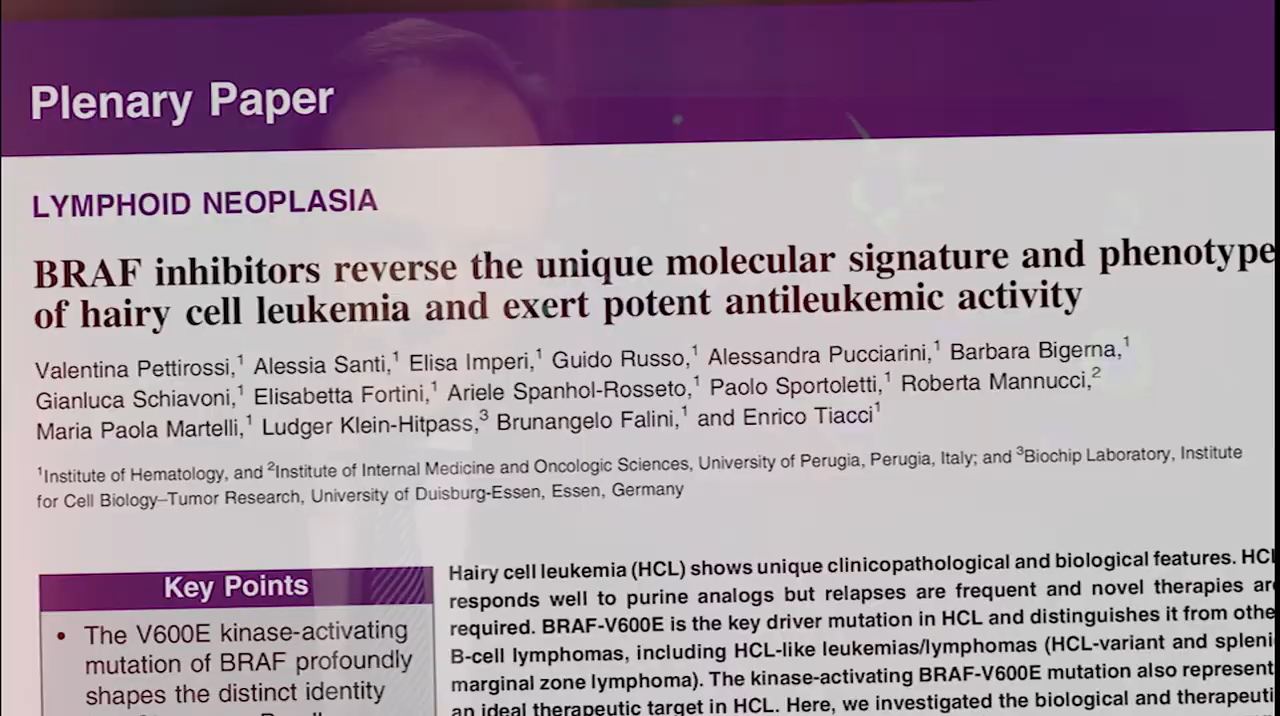 Plenary Paper
LYMPHOID NEOPLASIA
BRAF inhibitors reverse the unique molecular signature and phenotype
of hairy cell leukemia and exert potent antileukemic activity
Valentina Pettirossi,¹ Alessia Santi,¹ Elisa Imperi,¹ Guido Russo,¹ Alessandra Pucciarini,¹ Barbara Bigerna,¹
Gianluca Schiavoni,¹ Elisabetta Fortini,¹ Ariele Spanhol-Rosseto,¹ Paolo Sportoletti,¹ Roberta Mannucci,²
Maria Paola Martelli,¹ Ludger Klein-Hitpass,³ Brunangelo Falini,¹ and Enrico Tiacci¹
¹Institute of Hematology, and ²Institute of Internal Medicine and Oncologic Sciences, University of Perugia, Perugia, Italy; and ³Biochip Laboratory, Institute
for Cell Biology–Tumor Research, University of Duisburg-Essen, Essen, Germany
Key Points
• The V600E kinase-activating
mutation of BRAF profoundly
shapes the distinct identity
Hairy cell leukemia (HCL) shows unique clinicopathological and biological features. HCL
responds well to purine analogs but relapses are frequent and novel therapies are
required. BRAF-V600E is the key driver mutation in HCL and distinguishes it from othe
B-cell lymphomas, including HCL-like leukemias/lymphomas (HCL-variant and spleni
marginal zone lymphoma). The kinase-activating BRAF-V600E mutation also represent
an ideal therapeutic target in HCL. Here, we investigated the biological and therapeuti